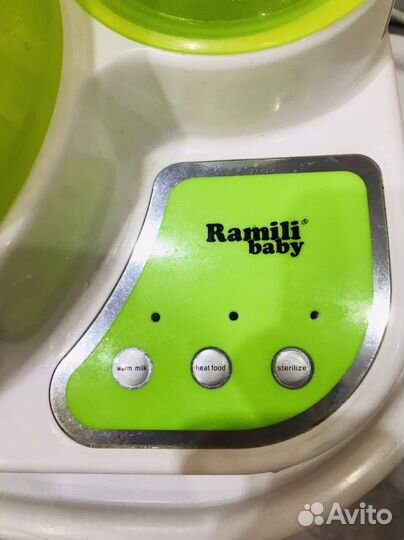 Ramili®
baby
warm milk
heat food
sterilize
Avito